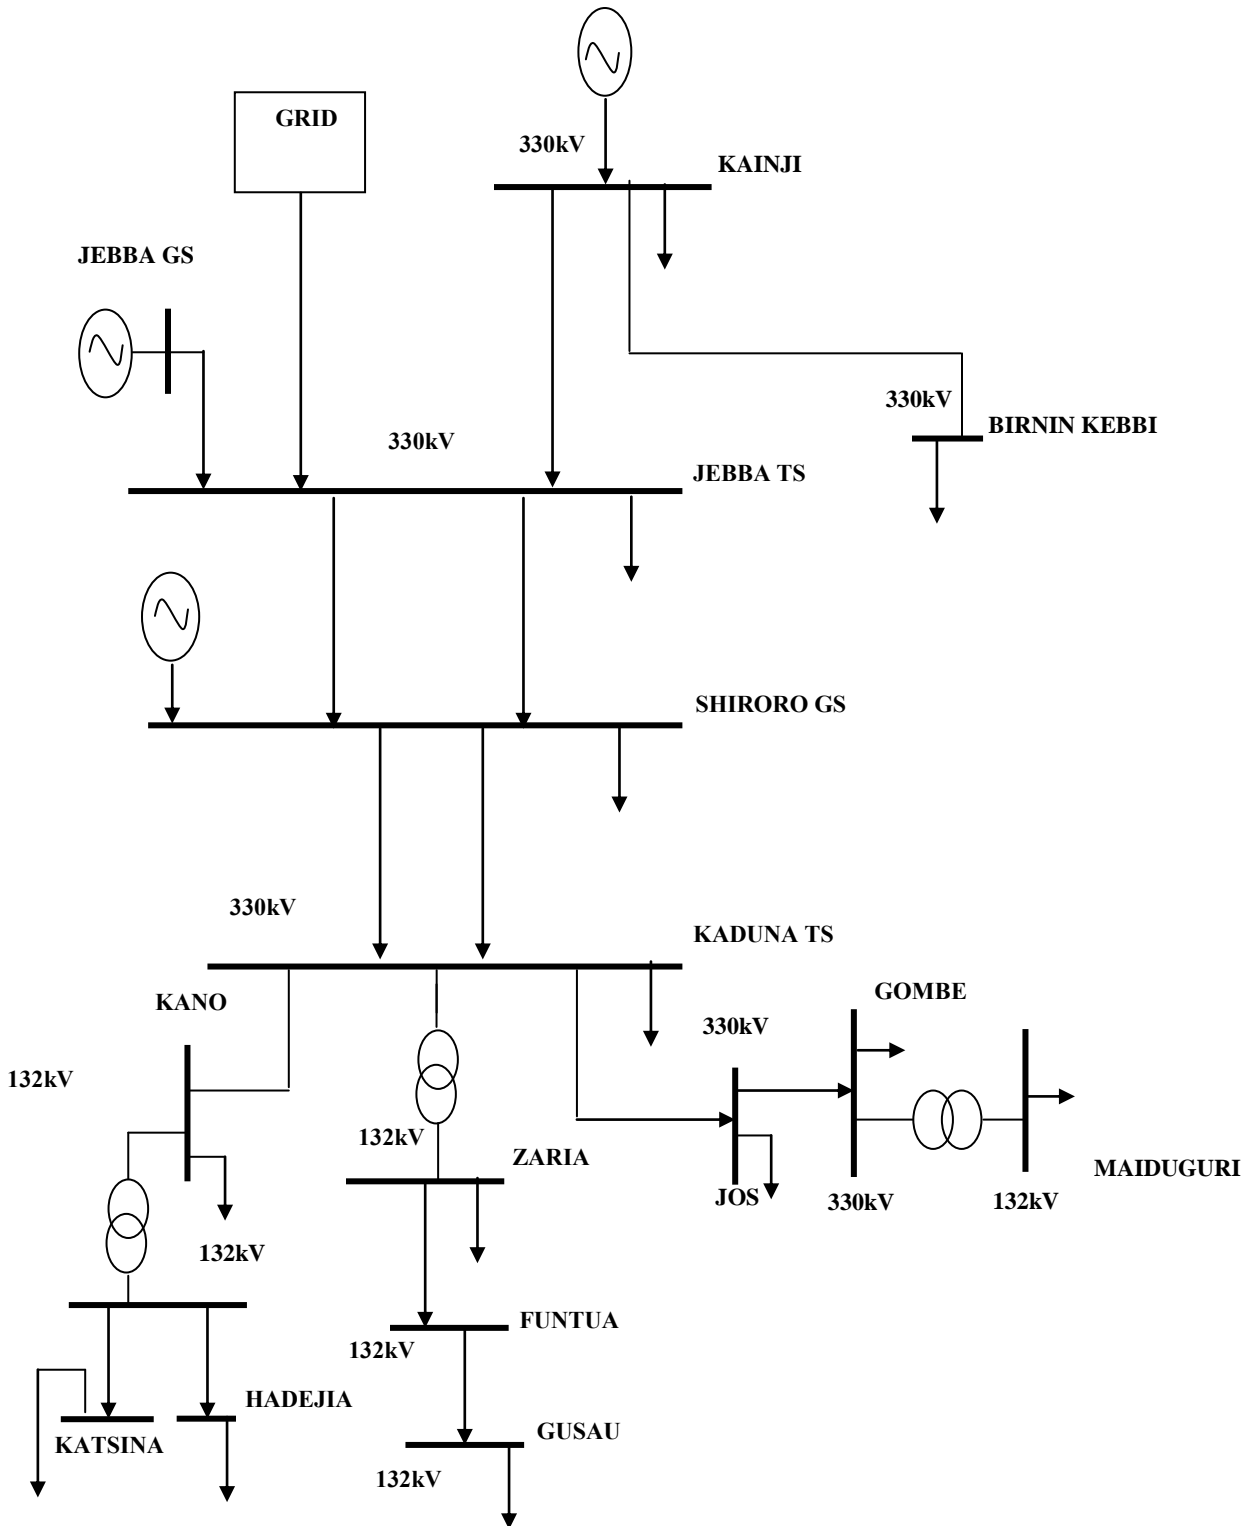 GRID
330kV
KAINJI
JEBBA GS
330kV
BIRNIN KEBBI
330kV
JEBBA TS
SHIRORO GS
330kV
KADUNA TS
KANO
GOMBE
330kV
132kV
132kV
ZARIA
MAIDUGURI
JOS
330kV
132kV
132kV
FUNTUA
132kV
HADEJIA
KATSINA
GUSAU
132kV